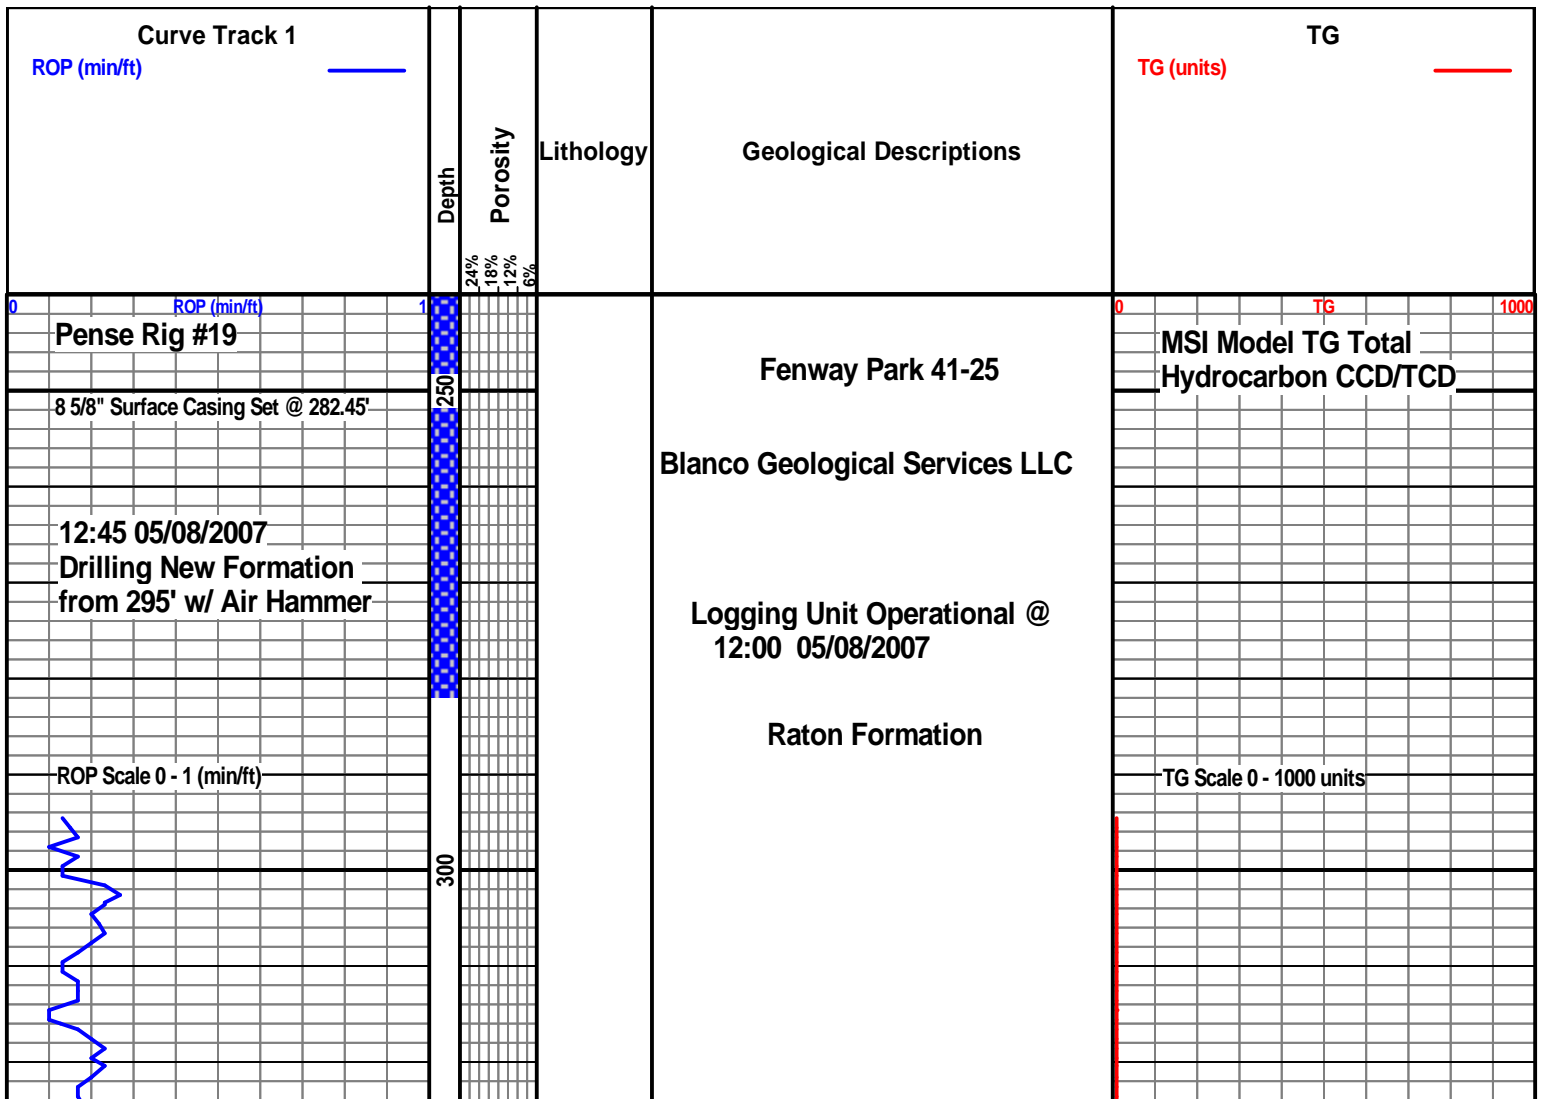 Curve Track 1
ROP (min/ft)
Depth
Porosity
24%
18%
12%
6%
Lithology
Geological Descriptions
TG
TG (units)
0 ROP (min/ft) 1
Pense Rig #19
8 5/8" Surface Casing Set @ 282.45'
12:45 05/08/2007
Drilling New Formation
from 295' w/ Air Hammer
ROP Scale 0 - 1 (min/ft)
250
300
Fenway Park 41-25
Blanco Geological Services LLC
Logging Unit Operational @
12:00 05/08/2007
Raton Formation
0 TG 1000
MSI Model TG Total
Hydrocarbon CCD/TCD
TG Scale 0 - 1000 units